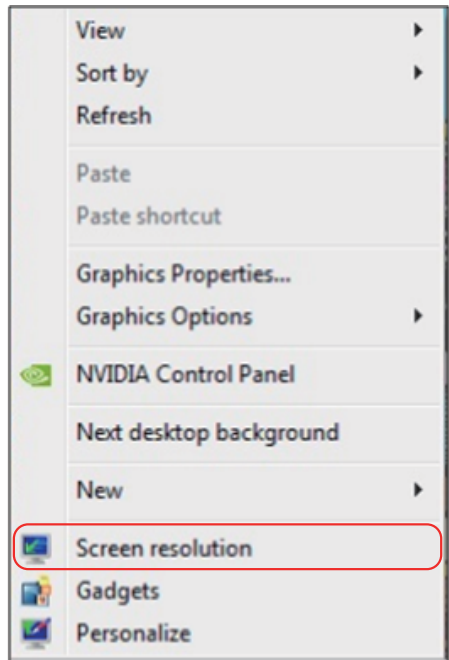 View
Sort by
Refresh
Paste
Paste shortcut
Graphics Properties...
Graphics Options
NVIDIA Control Panel
Next desktop background
New
Screen resolution
Gadgets
Personalize